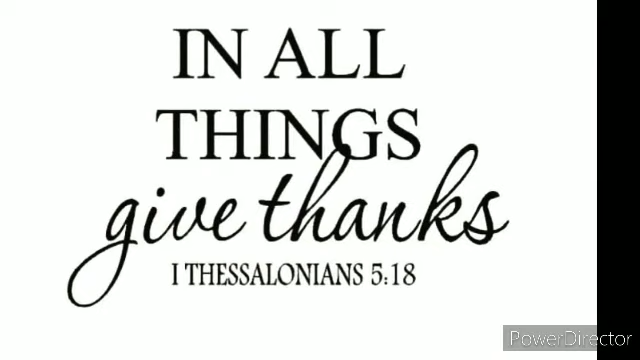 IN ALL
THINGS
give thanks
I THESSALONIANS 5:18
PowerDirector